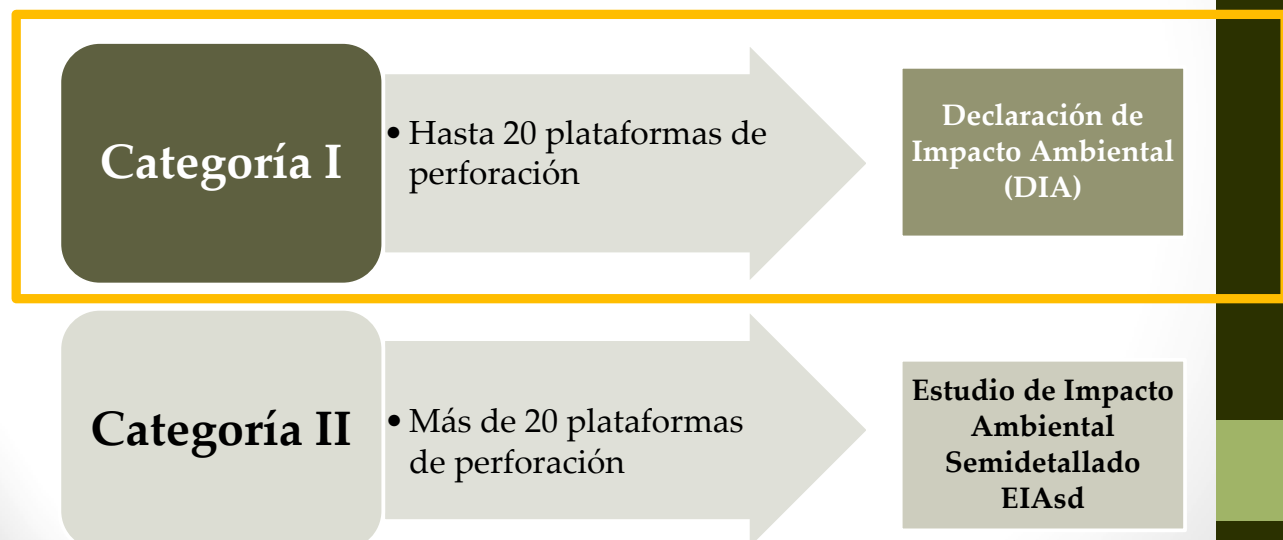 Categoría I
• Hasta 20 plataformas de
perforación
Declaración de
Impacto Ambiental
(DIA)
Categoría II
• Más de 20 plataformas
de perforación
Estudio de Impacto
Ambiental
Semidetallado
EIAsd